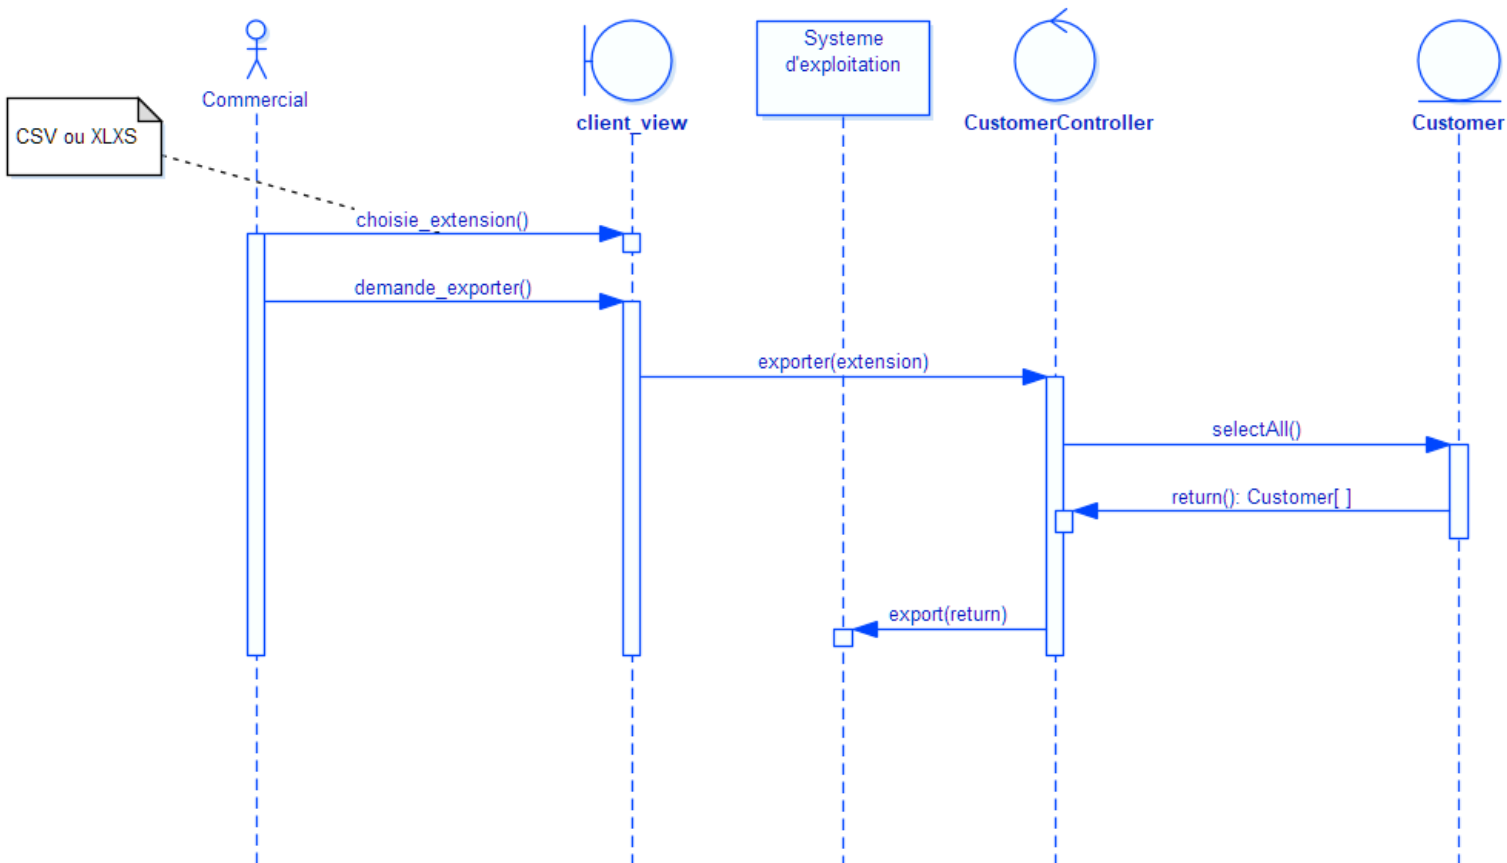 Systeme
d'exploitation
Commercial
client_view
CustomerController
Customer
CSV ou XLXS
choisie_extension()
demande_exporter()
exporter(extension)
selectAll()
return(): Customer[ ]
export(return)